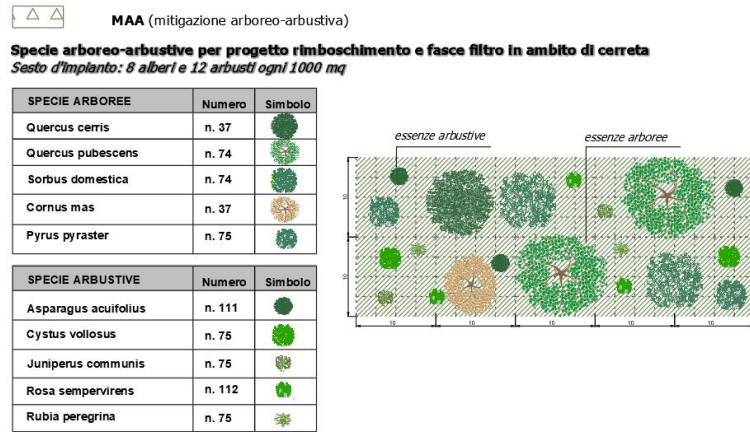 MAA (mitigazione arboreo-arbustiva)
Specie arboreo-arbustive per progetto rimboschimento e fasce filtro in ambito di cerreta
Sesto d'impianto: 8 alberi e 12 arbusti ogni 1000 mq
SPECIE ARBOREE Numero Simbolo
Quercus cerris n. 37
Quercus pubescens n. 74
Sorbus domestica n. 74
Cornus mas n. 37
Pyrus pyraster n. 75
SPECIE ARBUSTIVE Numero Simbolo
Asparagus acuifolius n. 111
Cystus vollosus n. 75
Juniperus communis n. 75
Rosa sempervirens n. 112
Rubia peregrina n. 75
essenze arbustive essenze arboree
10
10
10 10 10 10 10